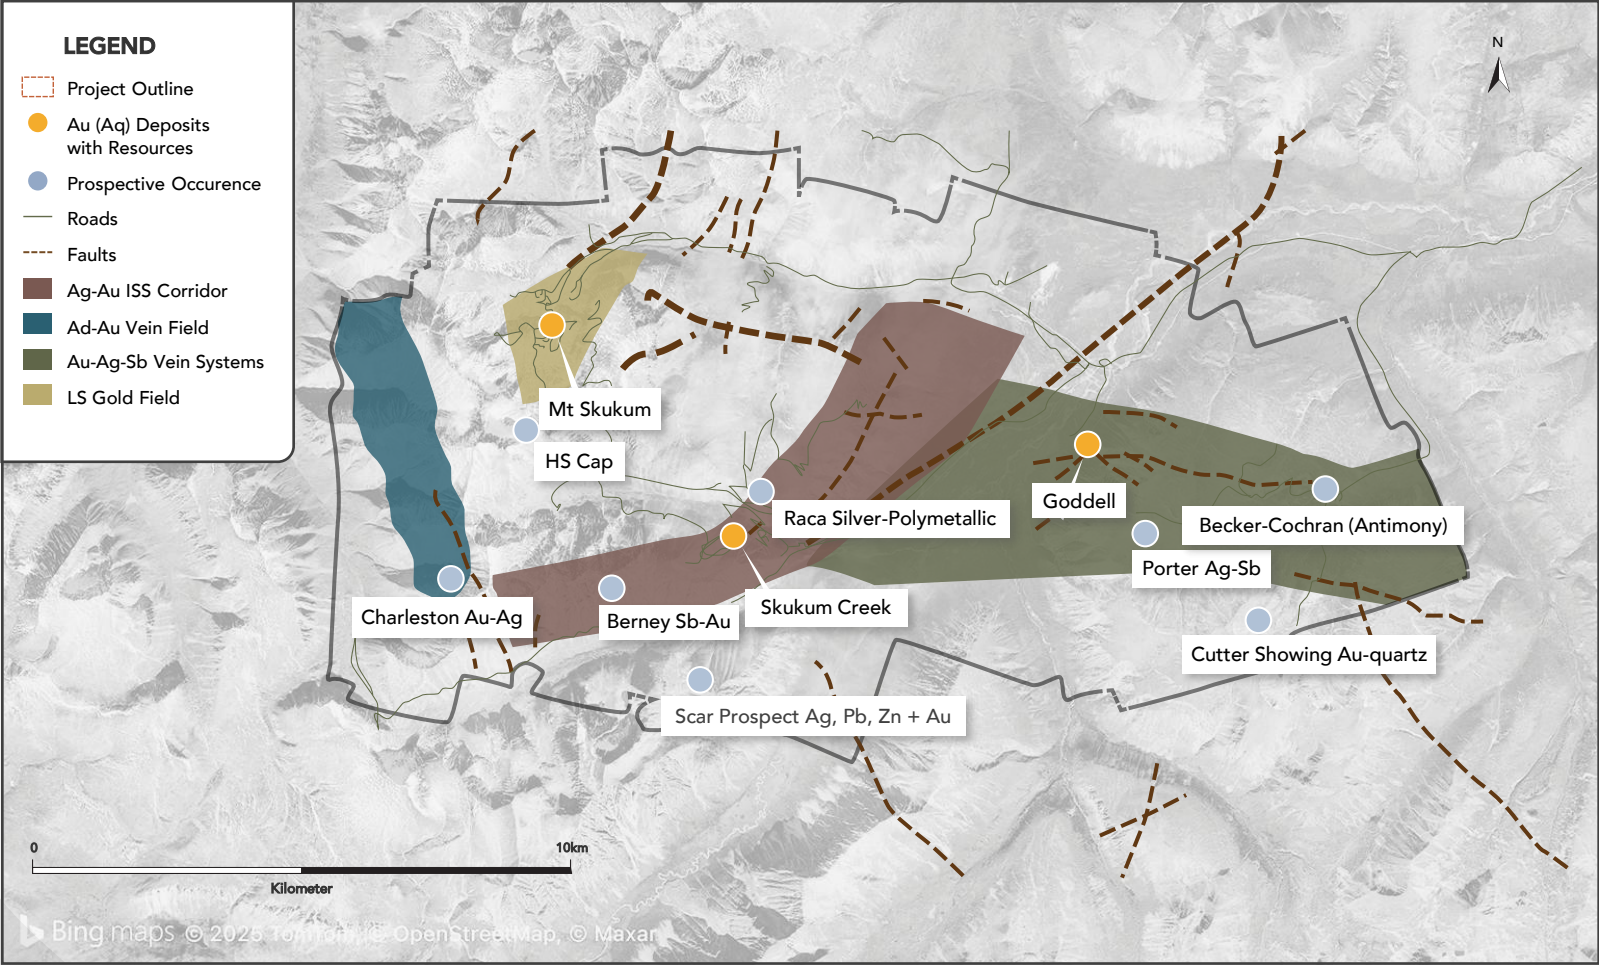 LEGEND
Project Outline
Au (Aq) Deposits
with Resources
Prospective Occurence
Roads
Faults
Ag-Au ISS Corridor
Ad-Au Vein Field
Au-Ag-Sb Vein Systems
LS Gold Field
N
Mt Skukum
HS Cap
Raca Silver-Polymetallic
Goddell
Becker-Cochran (Antimony)
Porter Ag-Sb
Skukum Creek
Charleston Au-Ag
Berney Sb-Au
Cutter Showing Au-quartz
Scar Prospect Ag, Pb, Zn + Au
0 10km
Kilometer
Bing maps © 2025 TomTom, © OpenStreetMap, © Maxar